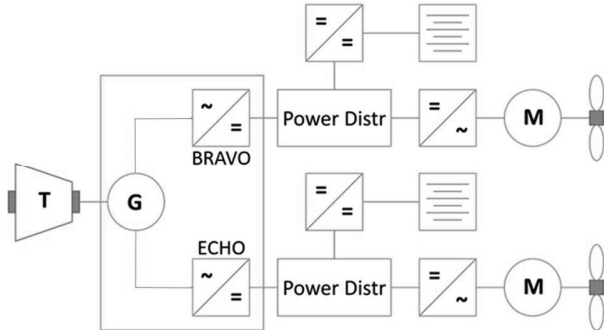 =
=
~
=
BRAVO
Power Distr
=
~
M
T
G
=
=
ECHO
~
=
Power Distr
=
~
M